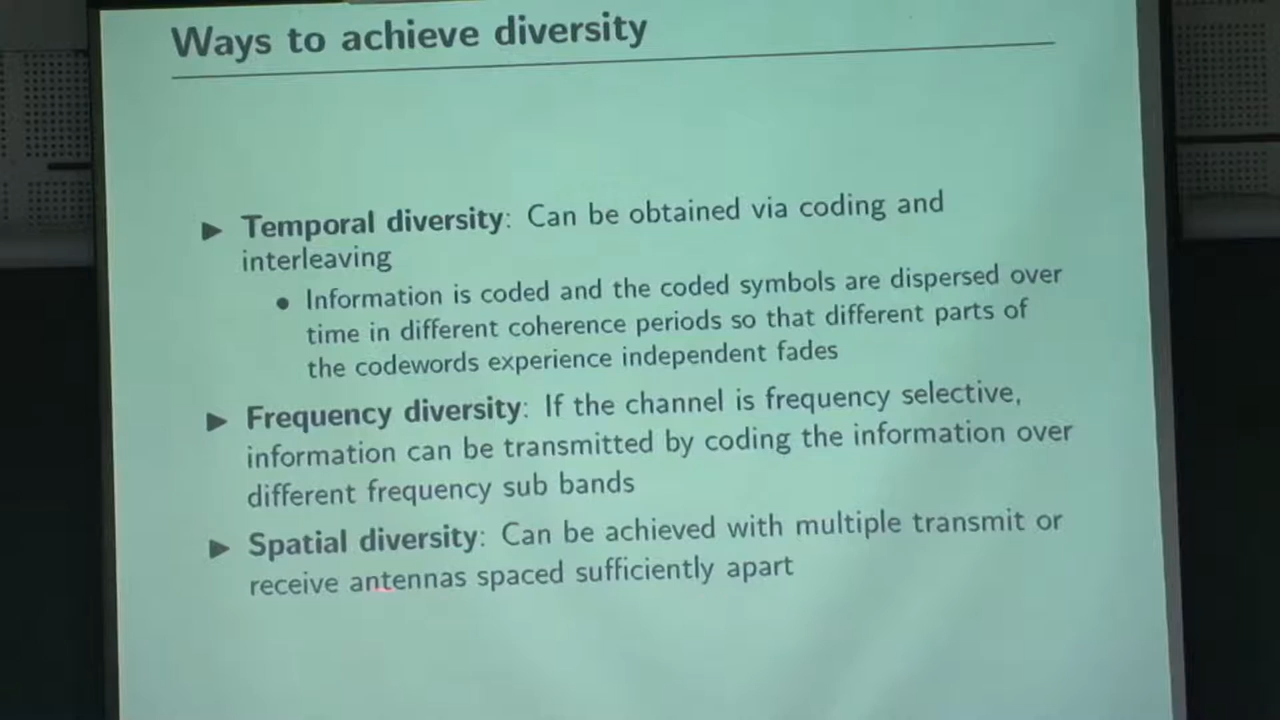 Ways to achieve diversity
▶ Temporal diversity: Can be obtained via coding and
interleaving
● Information is coded and the coded symbols are dispersed over
time in different coherence periods so that different parts of
the codewords experience independent fades
▶ Frequency diversity: If the channel is frequency selective,
information can be transmitted by coding the information over
different frequency sub bands
▶ Spatial diversity: Can be achieved with multiple transmit or
receive antennas spaced sufficiently apart